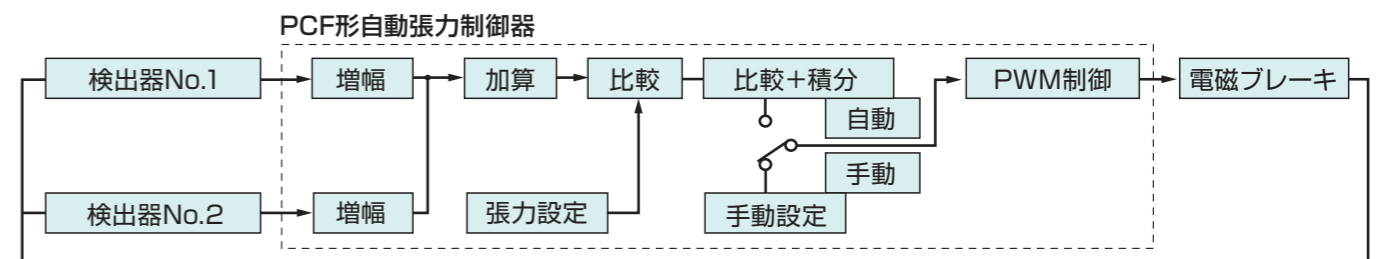 PCF形自動張力制御器
検出器No.1
増幅
加算
比較
比較＋積分
PWM制御
電磁ブレーキ
自動
手動
検出器No.2
増幅
張力設定
手動設定